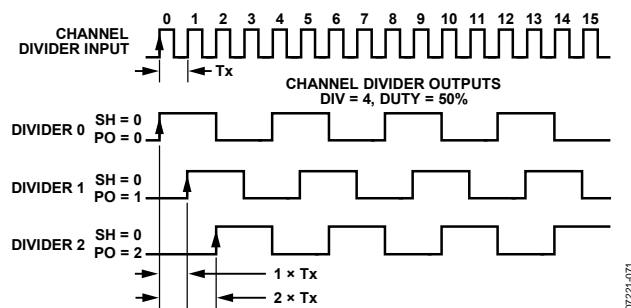 0 1 2 3 4 5 6 7 8 9 10 11 12 13 14 15
CHANNEL
DIVIDER INPUT
Tx
CHANNEL DIVIDER OUTPUTS
DIV = 4, DUTY = 50%
DIVIDER 0
SH = 0
PO = 0
DIVIDER 1
SH = 0
PO = 1
DIVIDER 2
SH = 0
PO = 2
1 × Tx
2 × Tx
07221-071